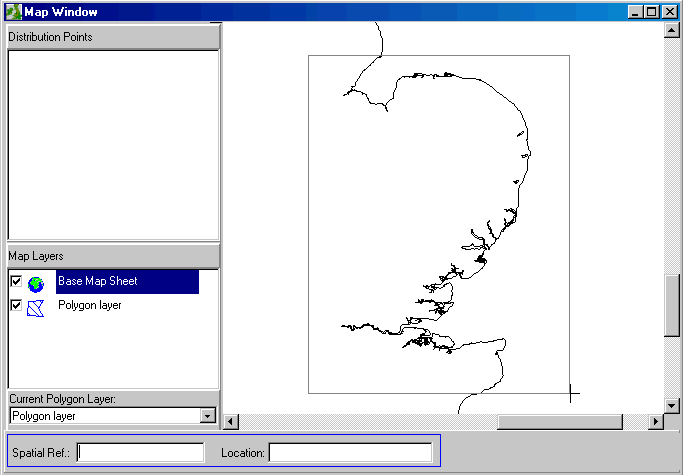 Map Window
Distribution Points
Map Layers
Base Map Sheet
Polygon layer
Current Polygon Layer:
Polygon layer
Spatial Ref.: Location: